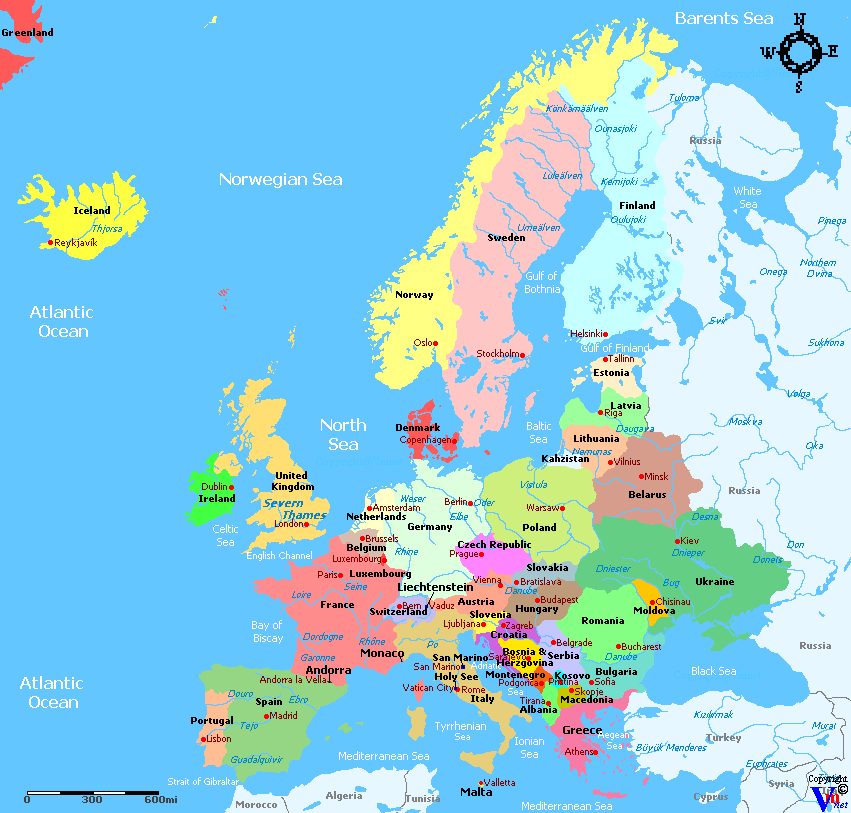 Barents Sea
N
W E
S
Greenland
Tuloma
Künkämäälven
Ounasjoki
Russia
Norwegian Sea
Luleälven
Kemijoki
White
Sea
Iceland
Thjorsa
Reykjavík
Finland
Oulujoki
Pinega
Umeälven
Sweden
Northern
Dvina
Onega
Gulf of
Bothnia
Norway
Atlantic
Ocean
Svir
Helsinki
Gulf of Finland
Sukhona
Oslo
Stockholm
Tallinn
Estonia
Volga
Latvia
Riga
Daugava
Moskva
North
Sea
Denmark
Copenhagen
Baltic
Sea
Lithuania
Nemunas
Oka
Kahzistan
Vilnius
Minsk
Belarus
Russia
United
Kingdom
Dublin
Ireland
Severn
Thames
London
Celtic
Sea
English Channel
Amsterdam
Netherlands
Weser
Berlin
Oder
Elbe
Germany
Vistula
Warsaw
Poland
Desna
Kiev
Dnieper
Don
Donets
Brussels
Belgium
Rhine
Luxembourg
Luxembourg
Czech Republic
Prague
Slovakia
Dniester
Bug
Ukraine
Paris
Seine
Loire
France
Liechtenstein
Vienna
Bratislava
Danube
Budapest
Hungary
Austria
Bern
Vaduz
Switzerland
Slovenia
Ljubljana
Zagreb
Croatia
Moldova
Chisinau
Romania
Bay of
Biscay
Dordogne
Rhône
Garonne
Po
Belgrade
Bucharest
Russia
Monaco
San Marino
San Marino
Sarajevo
Bosnia &
Herzgovina
Serbia
Danube
Bulgaria
Black Sea
Andorra
Andorra la Vella
Holy See
Vatican City
Rome
Italy
Adriatic
Sea
Montenegro
Podgorica
Kosovo
Pristina
Sofia
Skopje
Macedonia
Tirana
Albania
Atlantic
Ocean
Douro
Ebro
Spain
Madrid
Tejo
Portugal
Lisbon
Guadalquivir
Tyrrhenian
Sea
Ionian
Sea
Greece
Aegean
Sea
Athens
Kızılırmak
Turkey
Büyük Menderes
Murat
Euphrates
Mediterranean Sea
Strait of Gibraltar
Valletta
Malta
Mediterranean Sea
Morocco
Algeria
Tunisia
Cyprus
Syria
0 300 600mi
Copyright ©